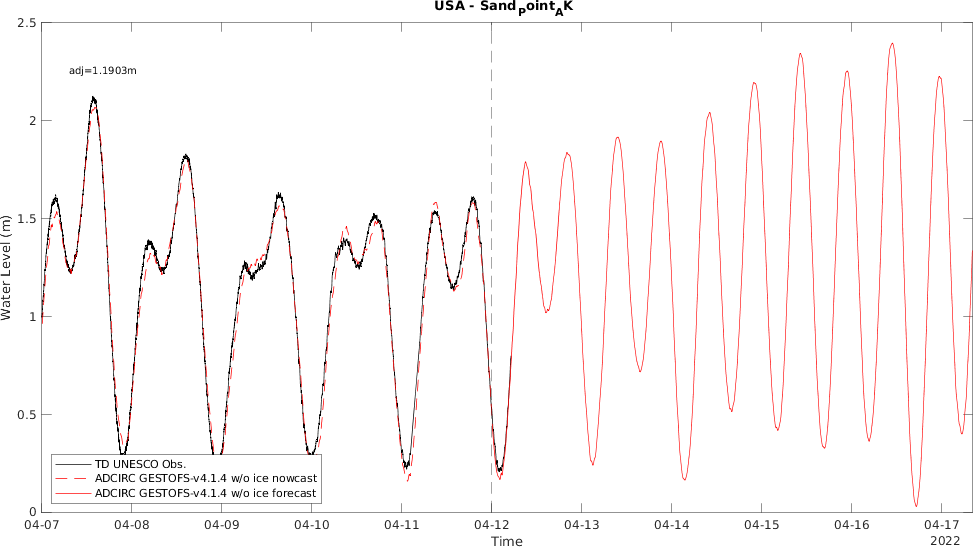 USA - Sand_Point_AK
2.5
adj=1.1903m
2
1.5
Water Level (m)
1
0.5
0
TD UNESCO Obs.
ADCIRC GESTOFS-v4.1.4 w/o ice nowcast
ADCIRC GESTOFS-v4.1.4 w/o ice forecast
04-07 04-08 04-09 04-10 04-11 04-12 04-13 04-14 04-15 04-16 04-17
Time
2022